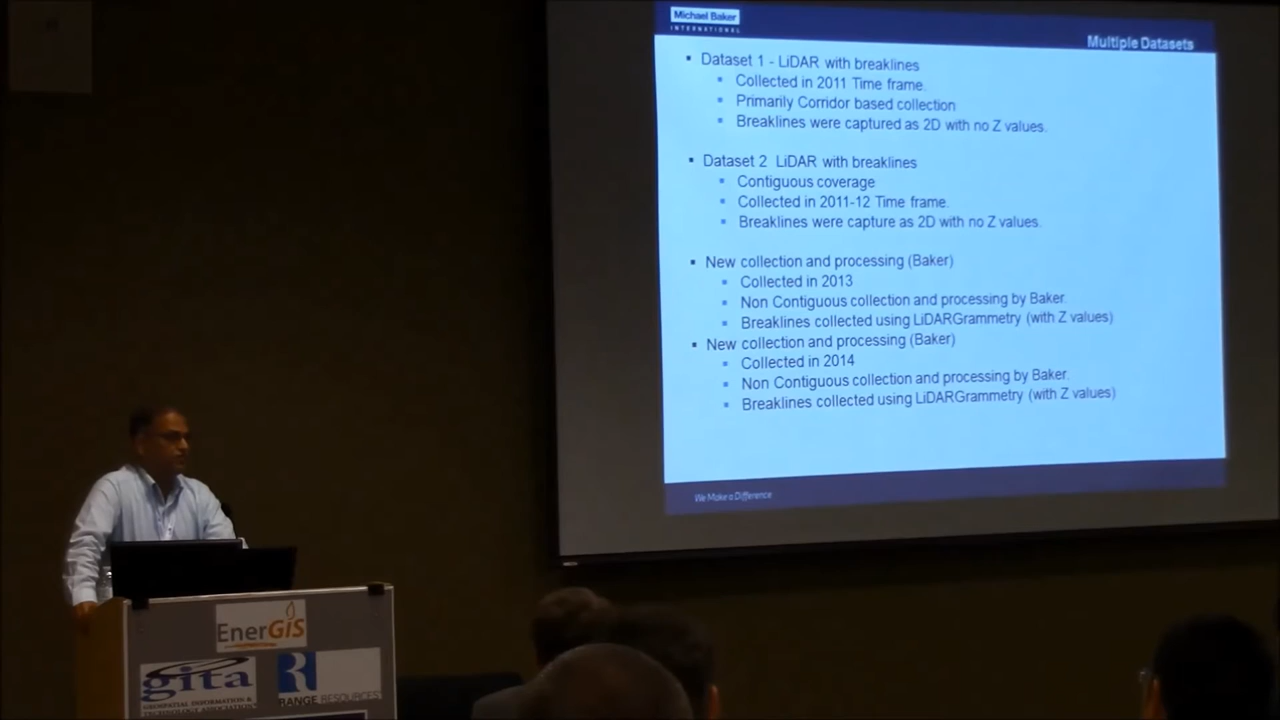 Michael Baker
INTERNATIONAL
Multiple Datasets
Dataset 1 - LiDAR with breaklines
Collected in 2011 Time frame.
Primarily Corridor based collection
Breaklines were captured as 2D with no Z values.
Dataset 2 LiDAR with breaklines
Contiguous coverage
Collected in 2011-12 Time frame.
Breaklines were capture as 2D with no Z values.
New collection and processing (Baker)
Collected in 2013
Non Contiguous collection and processing by Baker.
Breaklines collected using LiDARGrammetry (with Z values)
New collection and processing (Baker)
Collected in 2014
Non Contiguous collection and processing by Baker.
Breaklines collected using LiDARGrammetry (with Z values)
We Make a Difference
EnerGIS
gita
GEOSPATIAL INFORMATION &
TECHNOLOGY ASSOCIATION
R
RANGE RESOURCES